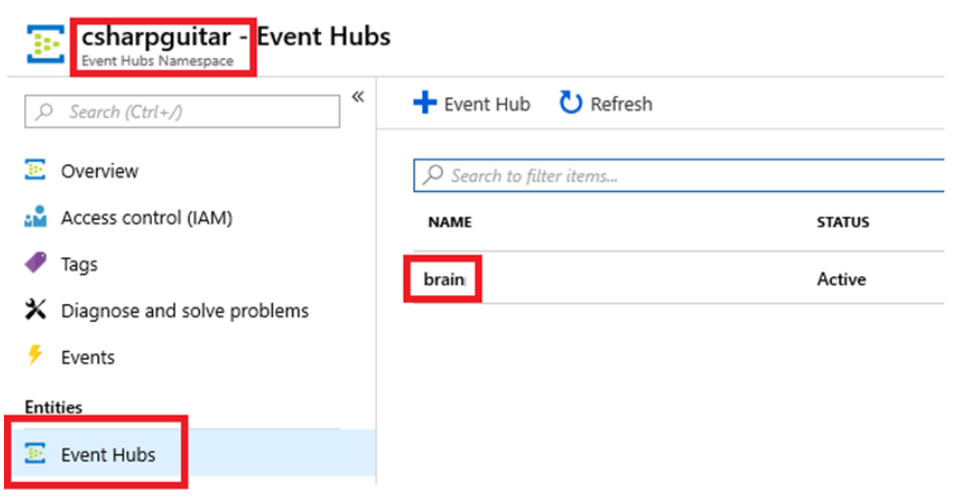 csharpguitar - Event Hubs
Event Hubs Namespace
Search (Ctrl+/)
«
Event Hub
Refresh
Overview
Search to filter items...
Access control (IAM)
NAME
STATUS
Tags
brain
Active
Diagnose and solve problems
Events
Entities
Event Hubs